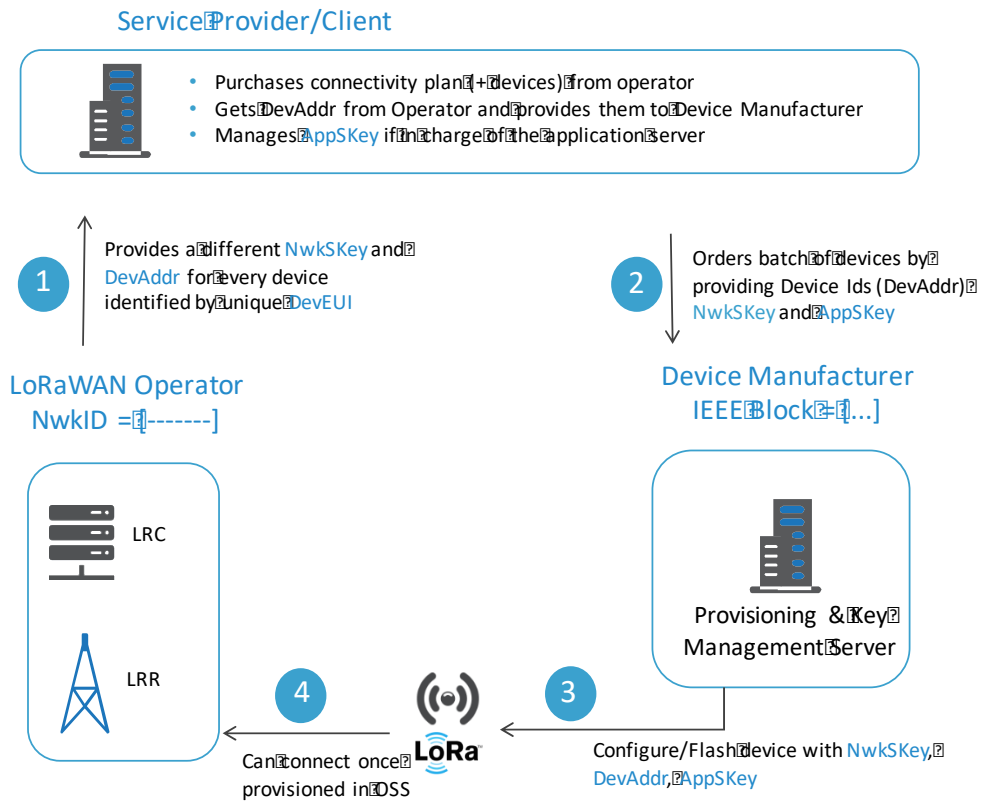 Service Provider/Client
• Purchases connectivity plan (+ devices) from operator
• Gets DevAddr from Operator and provides them to Device Manufacturer
• Manages AppSKey if in charge of the application server
1
Provides a different NwkSKey and
DevAddr for every device
identified by unique DevEUI
2
Orders batch of devices by
providing Device Ids (DevAddr)
NwkSKey and AppSKey
LoRaWAN Operator
NwkID = [-------]
Device Manufacturer
IEEE Block = [...]
LRC
LRR
Provisioning & Key
Management Server
4
3
LoRa™
Can connect once
provisioned in OSS
Configure/Flash device with NwkSKey,
DevAddr, AppSKey